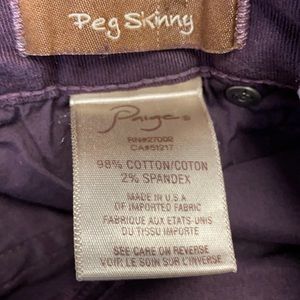 Peg Skinny
Paige
RN#27002
CA#51217
98% COTTON/COTON
2% SPANDEX
MADE IN U.S.A
OF IMPORTED FABRIC
FABRIQUE AUX ETATS-UNIS
DU TISSU IMPORTE
SEE CARE ON REVERSE
VOIR LE SOIN SUR L'INVERSE